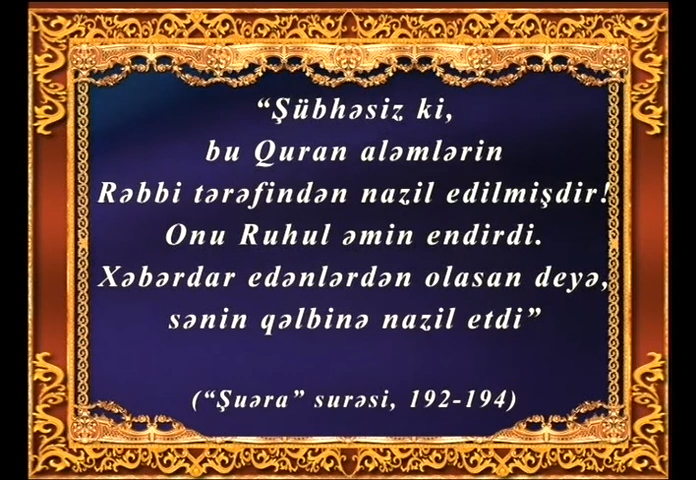 “Şübhəsiz ki,
bu Quran aləmlərin
Rəbbi tərəfindən nazil edilmişdir!
Onu Ruhul əmin endirdi.
Xəbərdar edənlərdən olasan deyə,
sənin qəlbinə nazil etdi”
(“Şuəra” surəsi, 192-194)